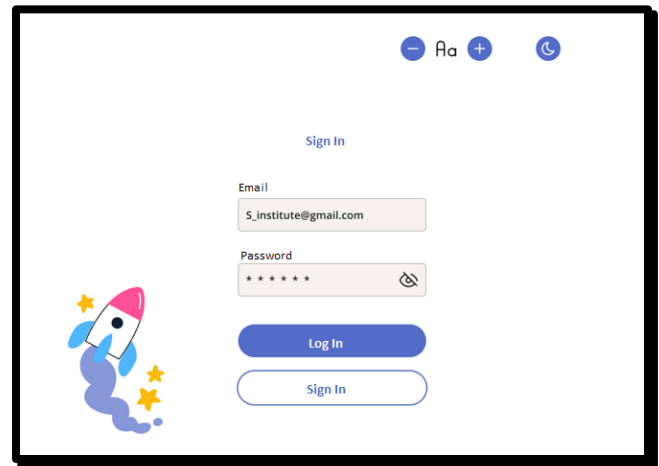 Aa
Sign In
Email
S_institute@gmail.com
Password
* * * * * *
Log In
Sign In